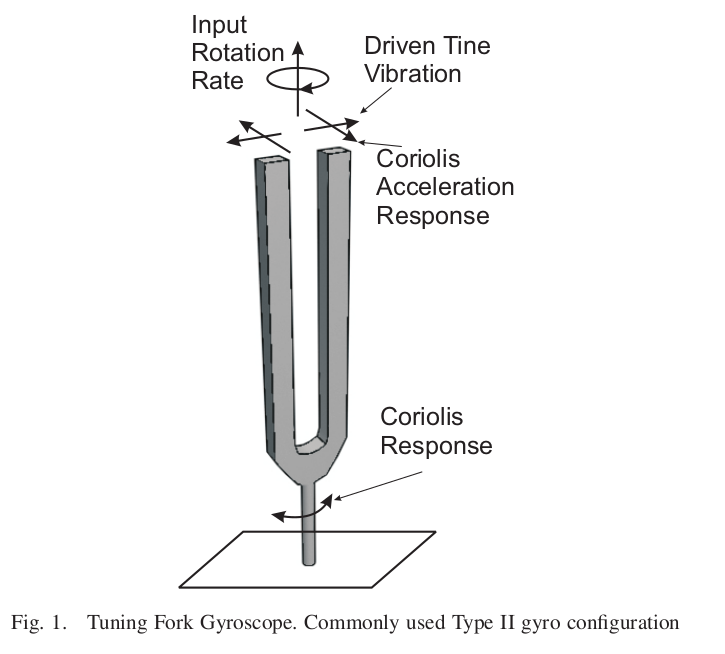 Input
Rotation
Rate
Driven Tine
Vibration
Coriolis
Acceleration
Response
Coriolis
Response
Fig. 1. Tuning Fork Gyroscope. Commonly used Type II gyro configuration